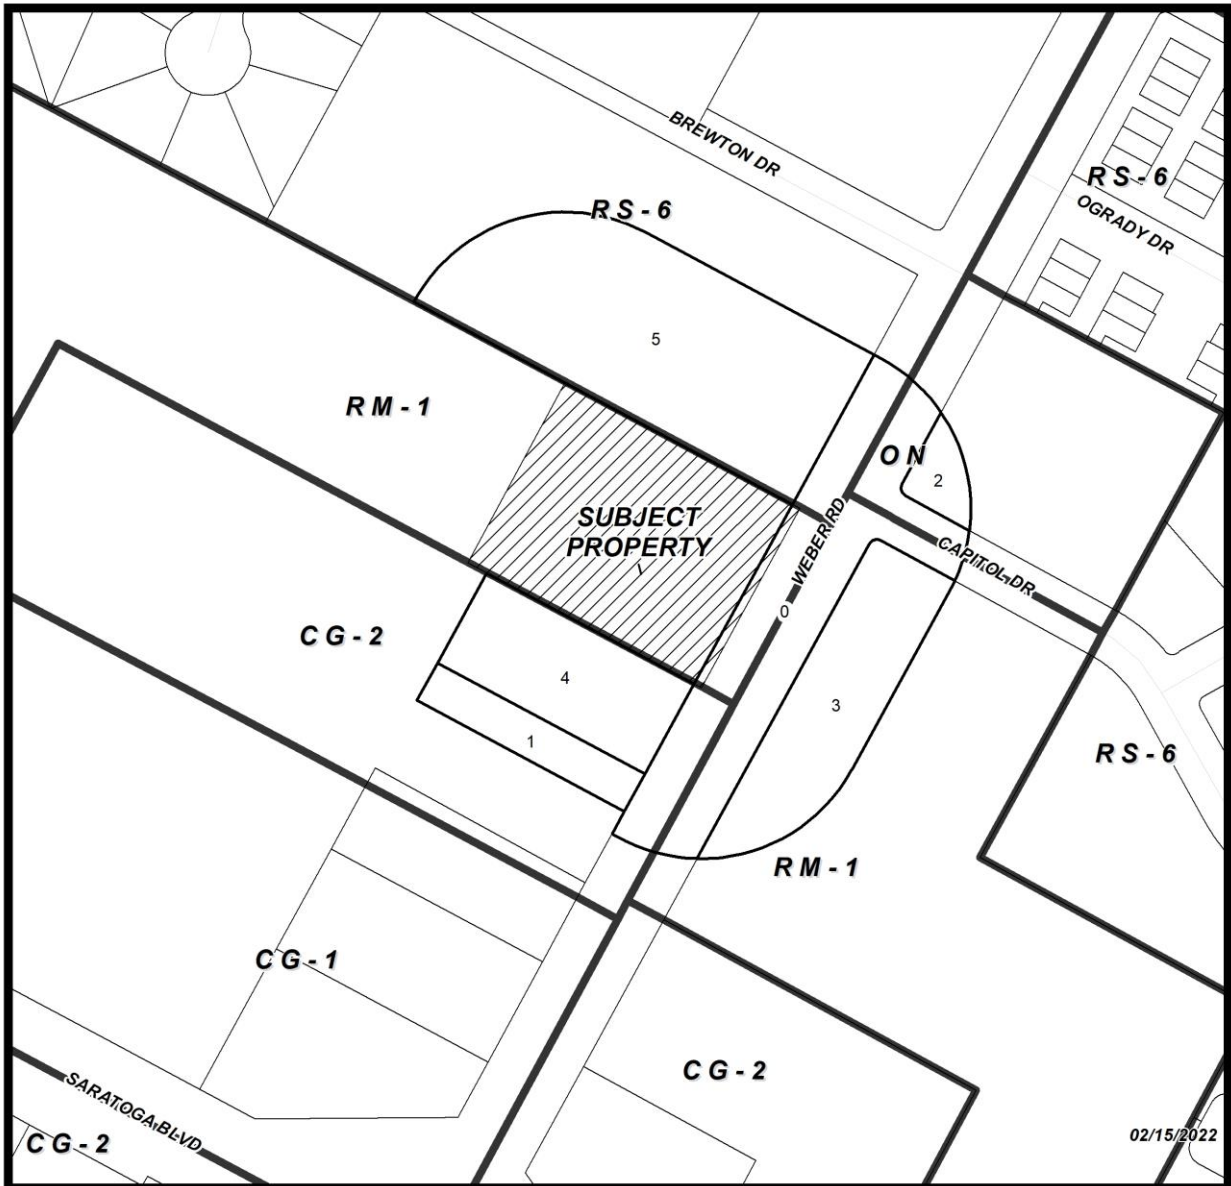 BREWTON DR
RS-6
OGRADY DR
RS-6
5
RM-1
ON
2
SUBJECT
PROPERTY
WEBER RD
CAPITOL DR
0
CG-2
4
3
1
RS-6
RM-1
CG-1
CG-2
SARATOGA BLVD
CG-2
02/15/2022